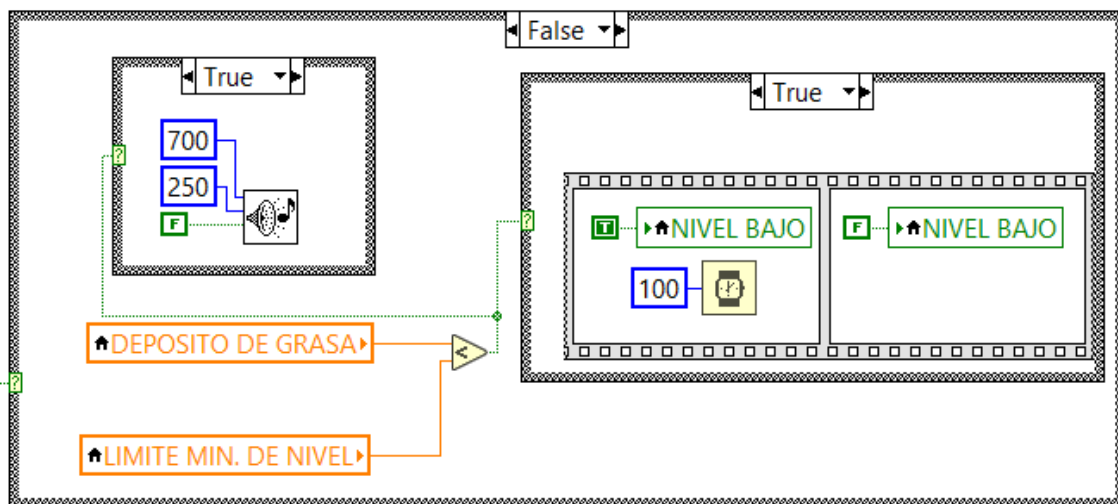 False
True
True
700
250
F
T
NIVEL BAJO
F
NIVEL BAJO
100
DEPOSITO DE GRASA
<
LIMITE MIN. DE NIVEL
?
?
?